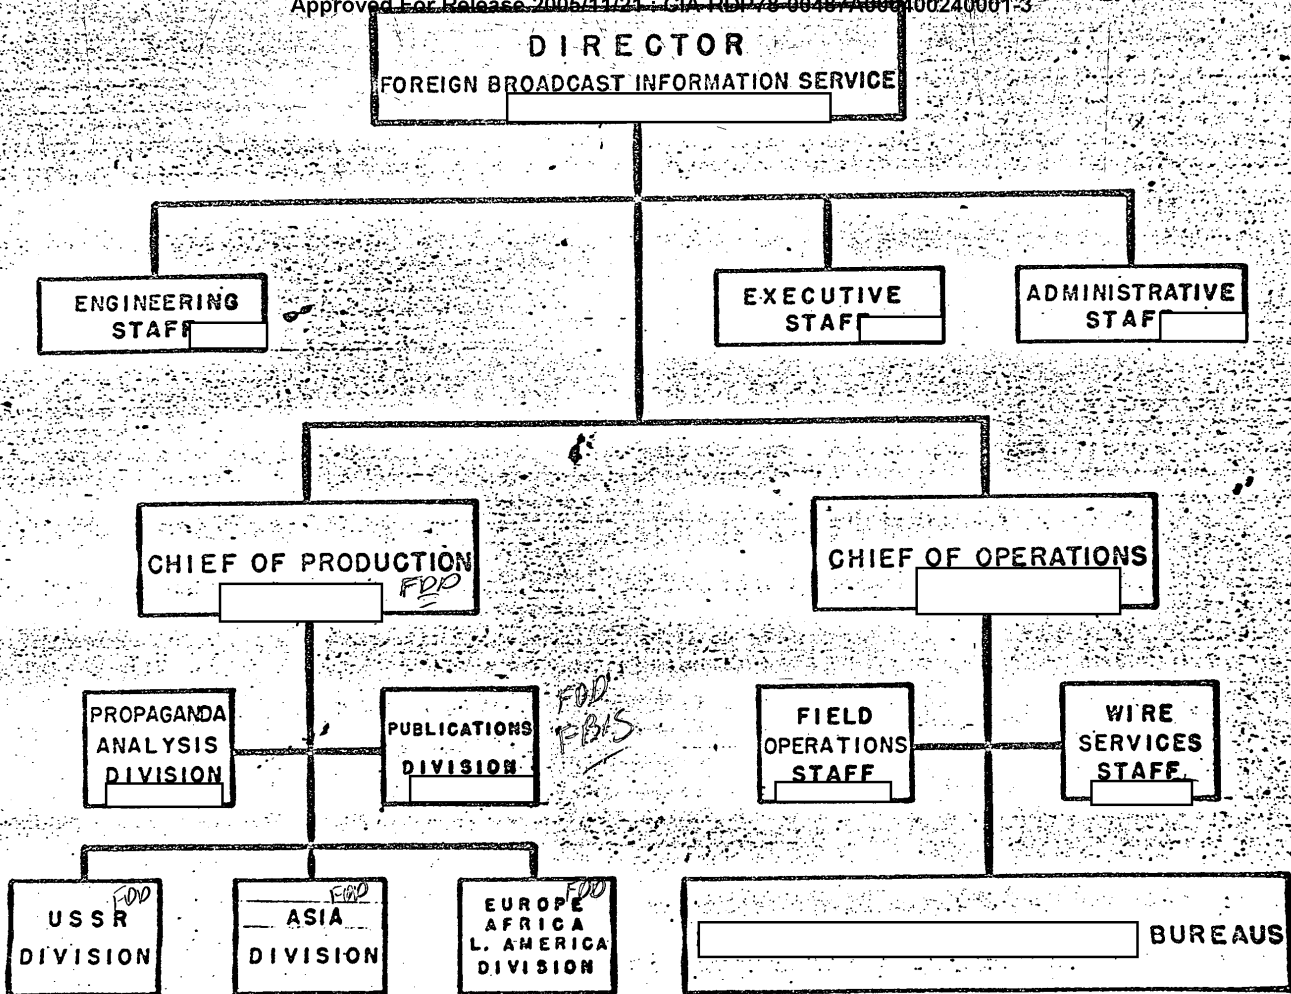 Approved For Release 2005/11/21 : CIA-RDP78-00487A000400240001-3
DIRECTOR
FOREIGN BROADCAST INFORMATION SERVICE
ENGINEERING
STAFF
EXECUTIVE
STAFF
ADMINISTRATIVE
STAFF
CHIEF OF PRODUCTION
FDD
CHIEF OF OPERATIONS
PROPAGANDA
ANALYSIS
DIVISION
PUBLICATIONS
DIVISION
FDD
FBIS
FIELD
OPERATIONS
STAFF
WIRE
SERVICES
STAFF
FDD
USSR
DIVISION
FDD
ASIA
DIVISION
FDD
EUROPE
AFRICA
L. AMERICA
DIVISION
BUREAUS